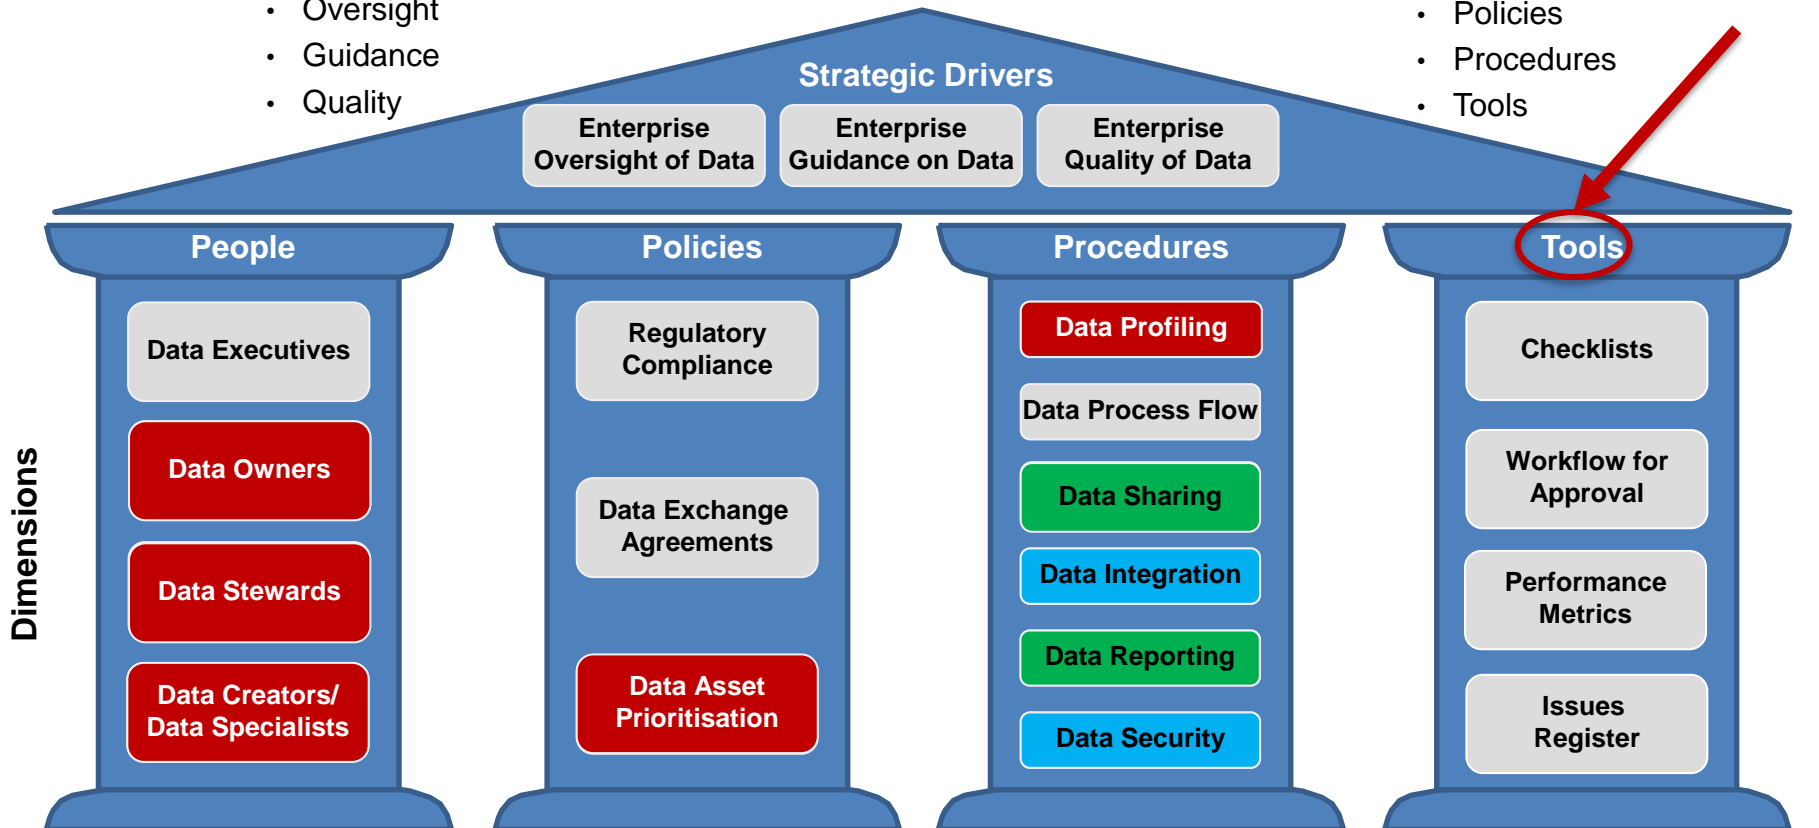 • Oversight
• Guidance
• Quality
• Policies
• Procedures
• Tools
Strategic Drivers
Enterprise
Oversight of Data
Enterprise
Guidance on Data
Enterprise
Quality of Data
Dimensions
People
Data Executives
Data Owners
Data Stewards
Data Creators/
Data Specialists
Policies
Regulatory
Compliance
Data Exchange
Agreements
Data Asset
Prioritisation
Procedures
Data Profiling
Data Process Flow
Data Sharing
Data Integration
Data Reporting
Data Security
Tools
Checklists
Workflow for
Approval
Performance
Metrics
Issues
Register